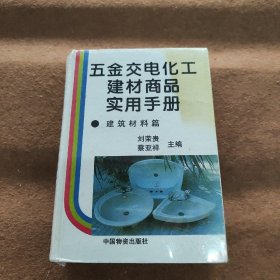 五金交电化工
建材商品
实用手册
●建筑材料篇
刘荣贵
蔡亚祥 主编
中国物资出版社